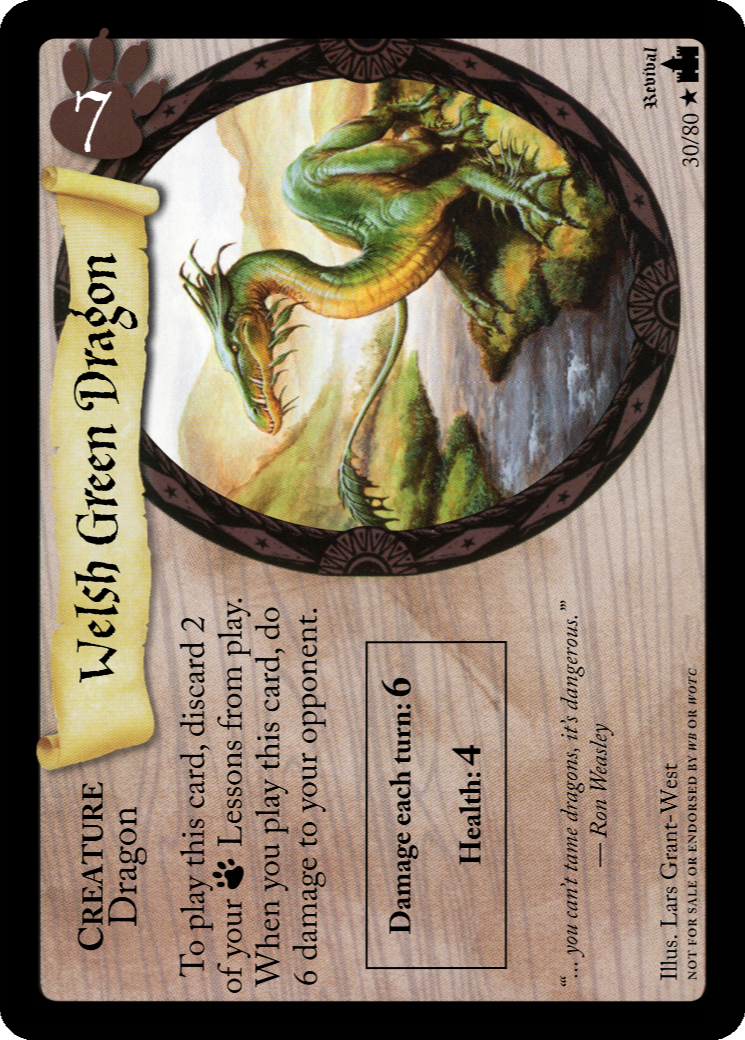 7
Welsh Green Dragon
CREATURE
Dragon
To play this card, discard 2
of your Lessons from play.
When you play this card, do
6 damage to your opponent.
Damage each turn: 6
Health: 4
“‘ ... you can't tame dragons, it's dangerous.’”
— Ron Weasley
Illus. Lars Grant-West
NOT FOR SALE OR ENDORSED BY WB OR WOTC
Revival
30/80 ★